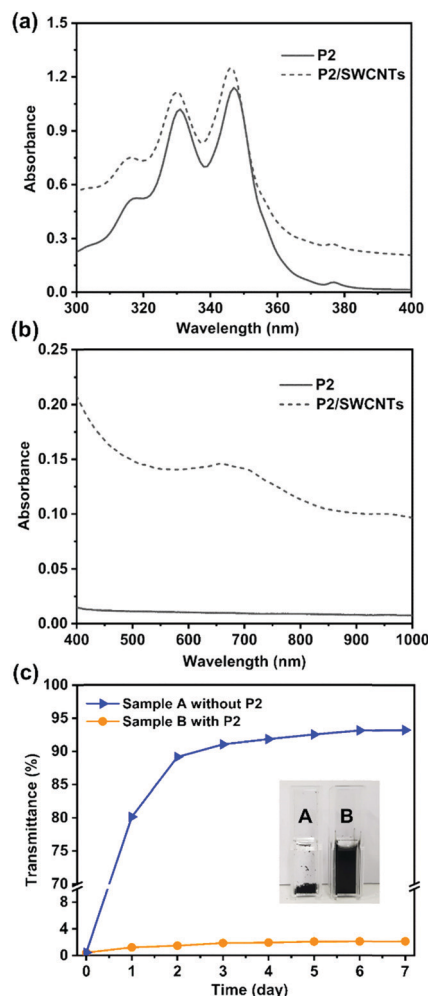 (a)
P2
P2/SWCNTs
Absorbance
1.5
1.2
0.9
0.6
0.3
0.0
300 320 340 360 380 400
Wavelength (nm)
(b)
P2
P2/SWCNTs
Absorbance
0.25
0.20
0.15
0.10
0.05
0.00
400 500 600 700 800 900 1000
Wavelength (nm)
(c)
Sample A without P2
Sample B with P2
Transmittance (%)
100
95
90
85
80
75
70
8
4
0
A B
0 1 2 3 4 5 6 7
Time (day)